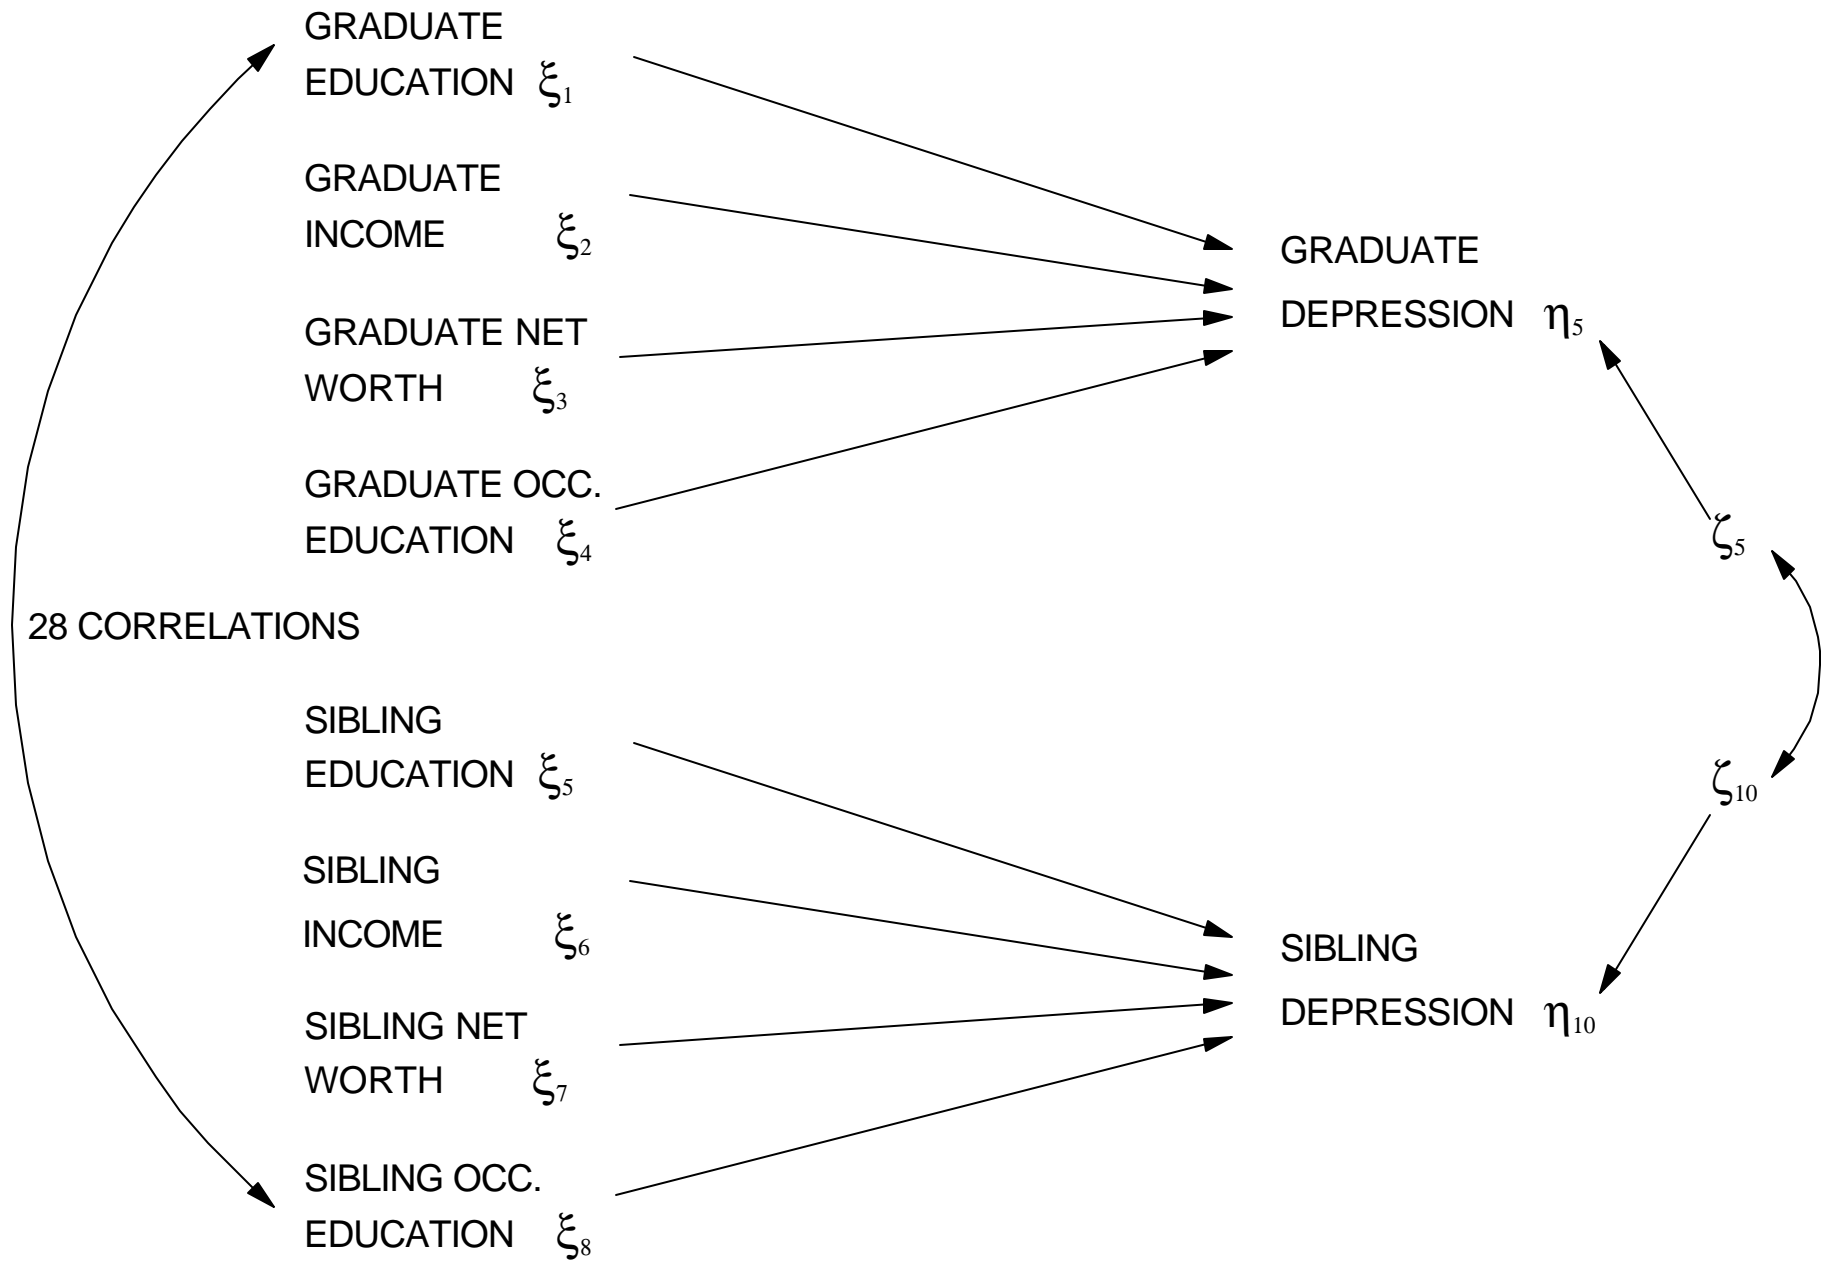 GRADUATE
EDUCATION ξ1
GRADUATE
INCOME ξ2
GRADUATE NET
WORTH ξ3
GRADUATE OCC.
EDUCATION ξ4
28 CORRELATIONS
SIBLING
EDUCATION ξ5
SIBLING
INCOME ξ6
SIBLING NET
WORTH ξ7
SIBLING OCC.
EDUCATION ξ8
GRADUATE
DEPRESSION η5
ζ5
ζ10
SIBLING
DEPRESSION η10